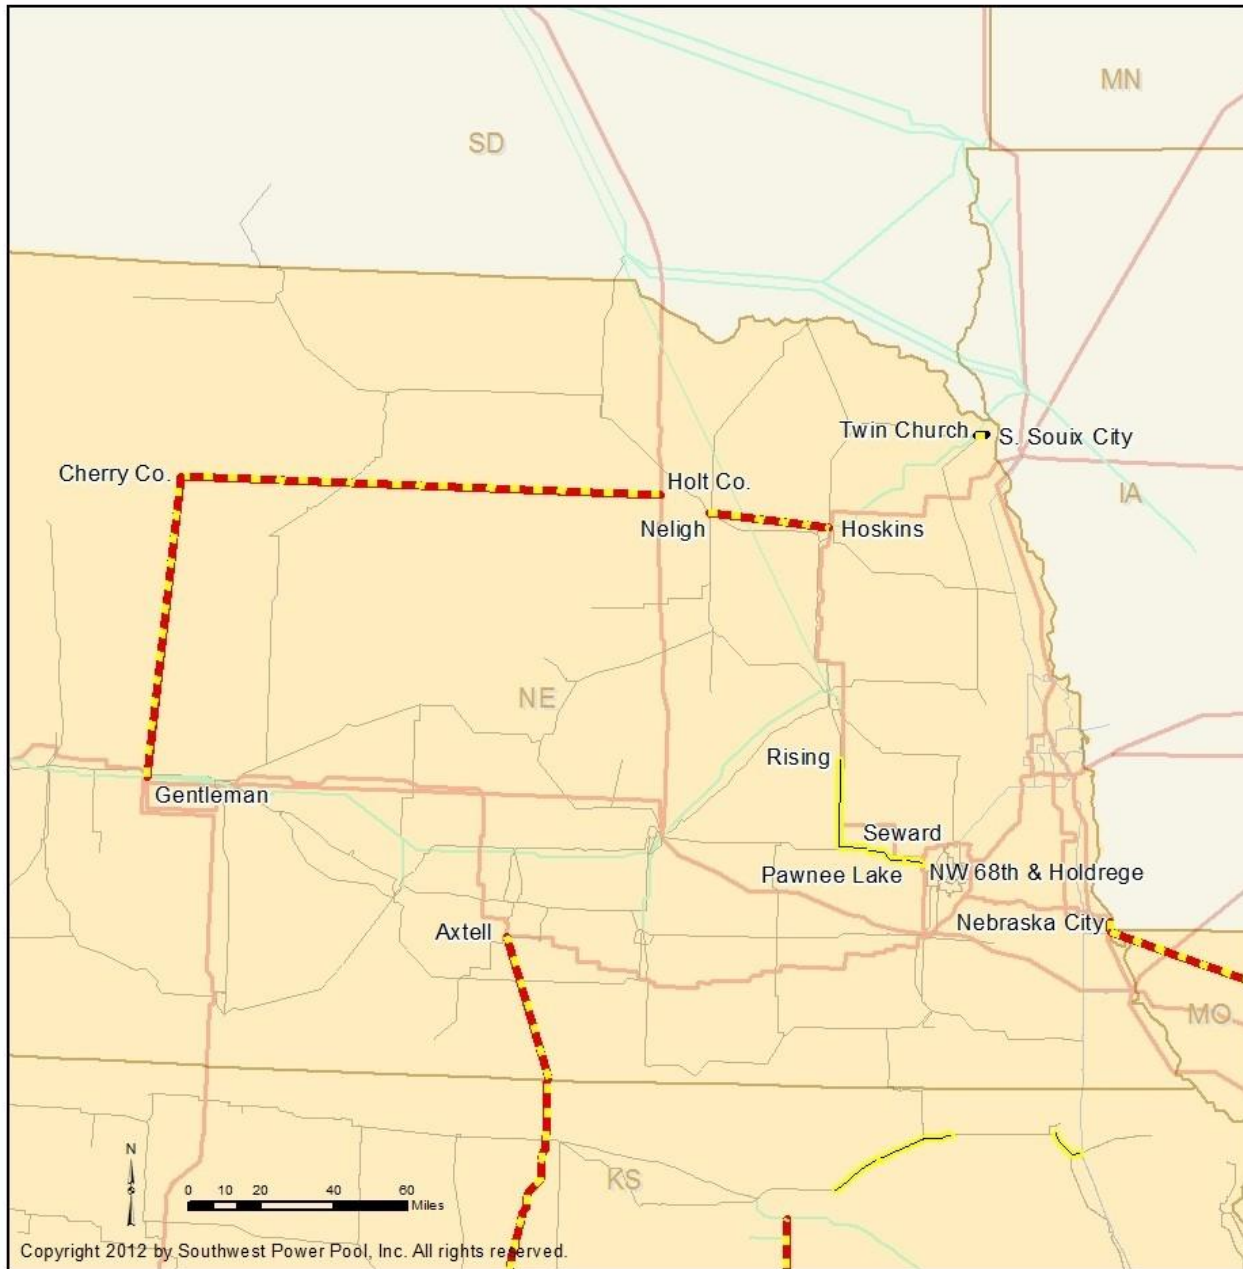 MN
SD
Twin Church
S. Souix City
Cherry Co.
Holt Co.
IA
Neligh
Hoskins
NE
Rising
Gentleman
Seward
Pawnee Lake
NW 68th & Holdrege
Nebraska City
Axtell
MO
N
KS
0 10 20 40 60
Miles
Copyright 2012 by Southwest Power Pool, Inc. All rights reserved.